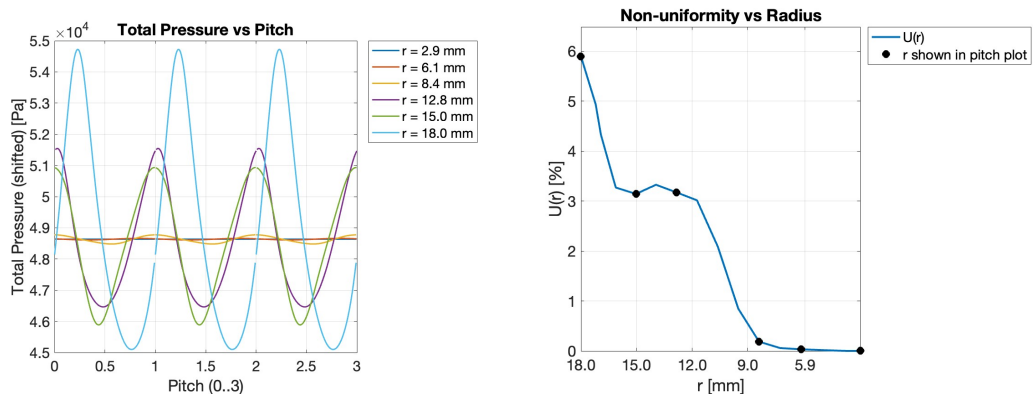 Total Pressure vs Pitch
×10⁴
5.5
5.4
5.3
5.2
5.1
5
4.9
4.8
4.7
4.6
4.5
Total Pressure (shifted) [Pa]
0
0.5
1
1.5
2
2.5
3
Pitch (0..3)
r = 2.9 mm
r = 6.1 mm
r = 8.4 mm
r = 12.8 mm
r = 15.0 mm
r = 18.0 mm
Non-uniformity vs Radius
6
5
4
3
2
1
0
U(r) [%]
18.0
15.0
12.0
9.0
5.9
r [mm]
U(r)
r shown in pitch plot